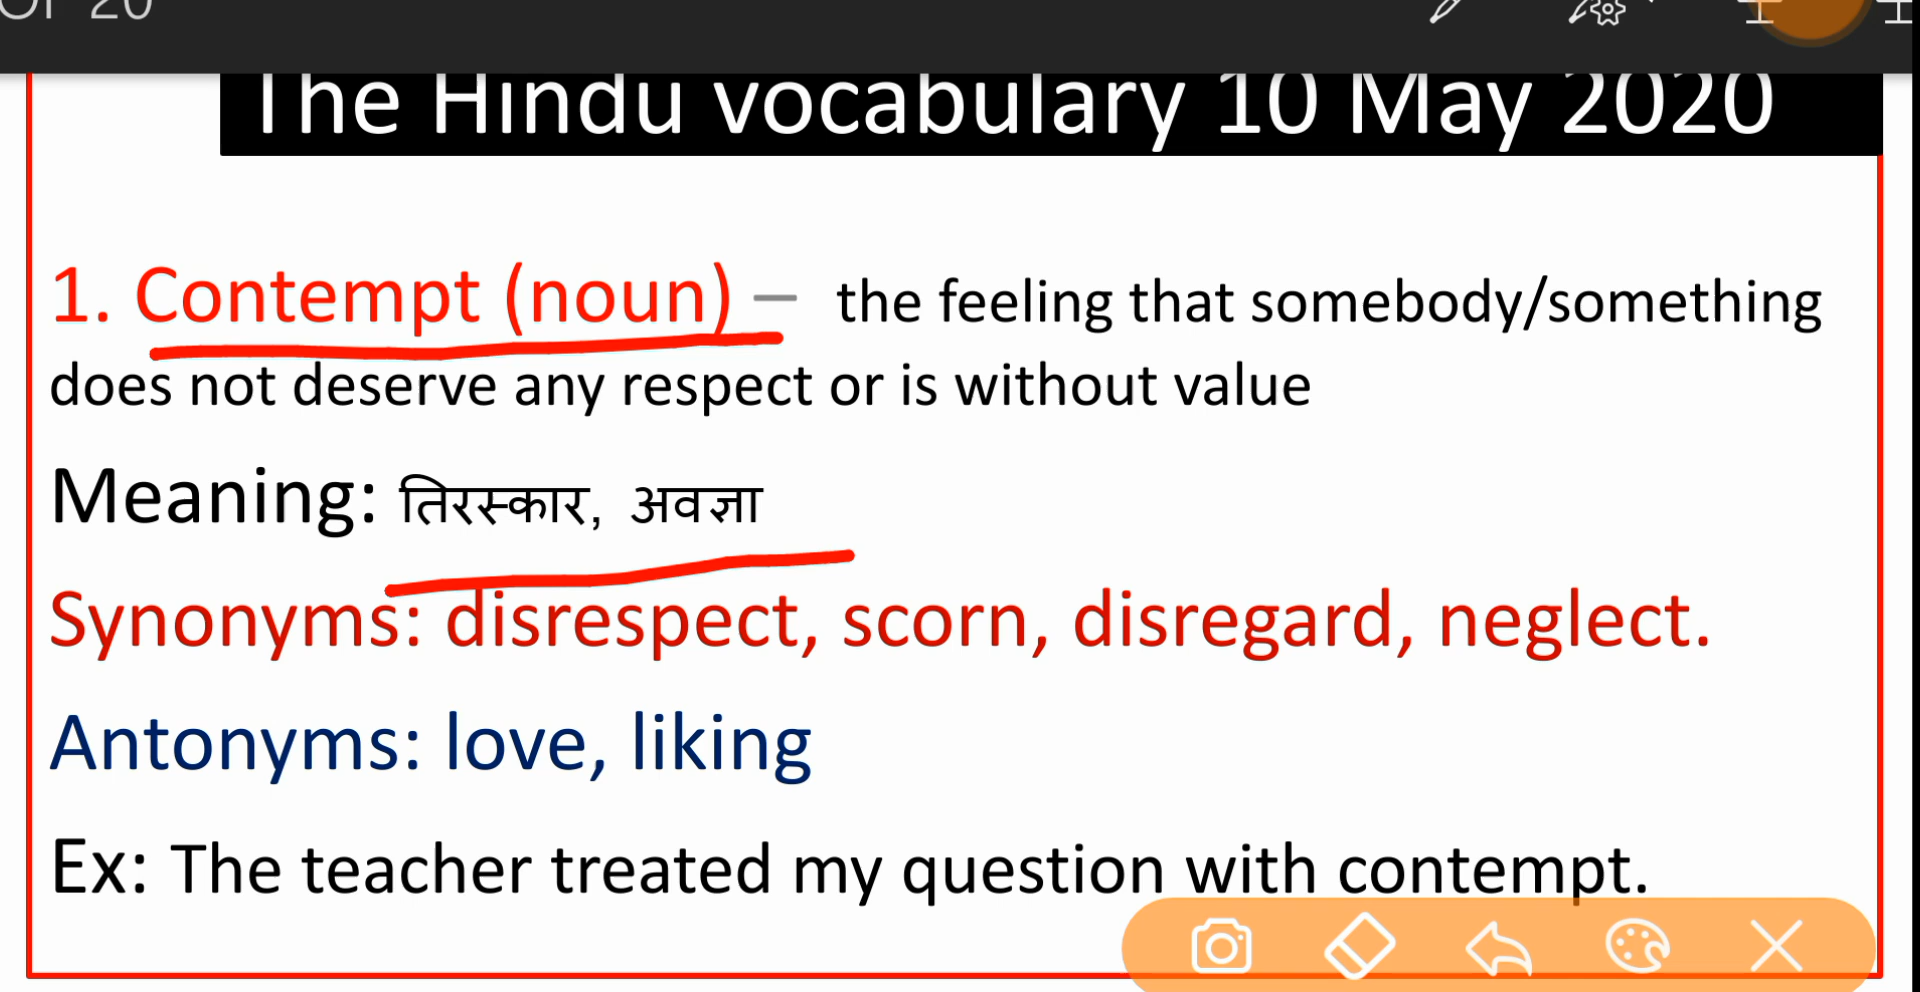 Of 20
The Hindu vocabulary 10 May 2020
1. Contempt (noun) – the feeling that somebody/something
does not deserve any respect or is without value
Meaning: तिरस्कार, अवज्ञा
Synonyms: disrespect, scorn, disregard, neglect.
Antonyms: love, liking
Ex: The teacher treated my question with contempt.